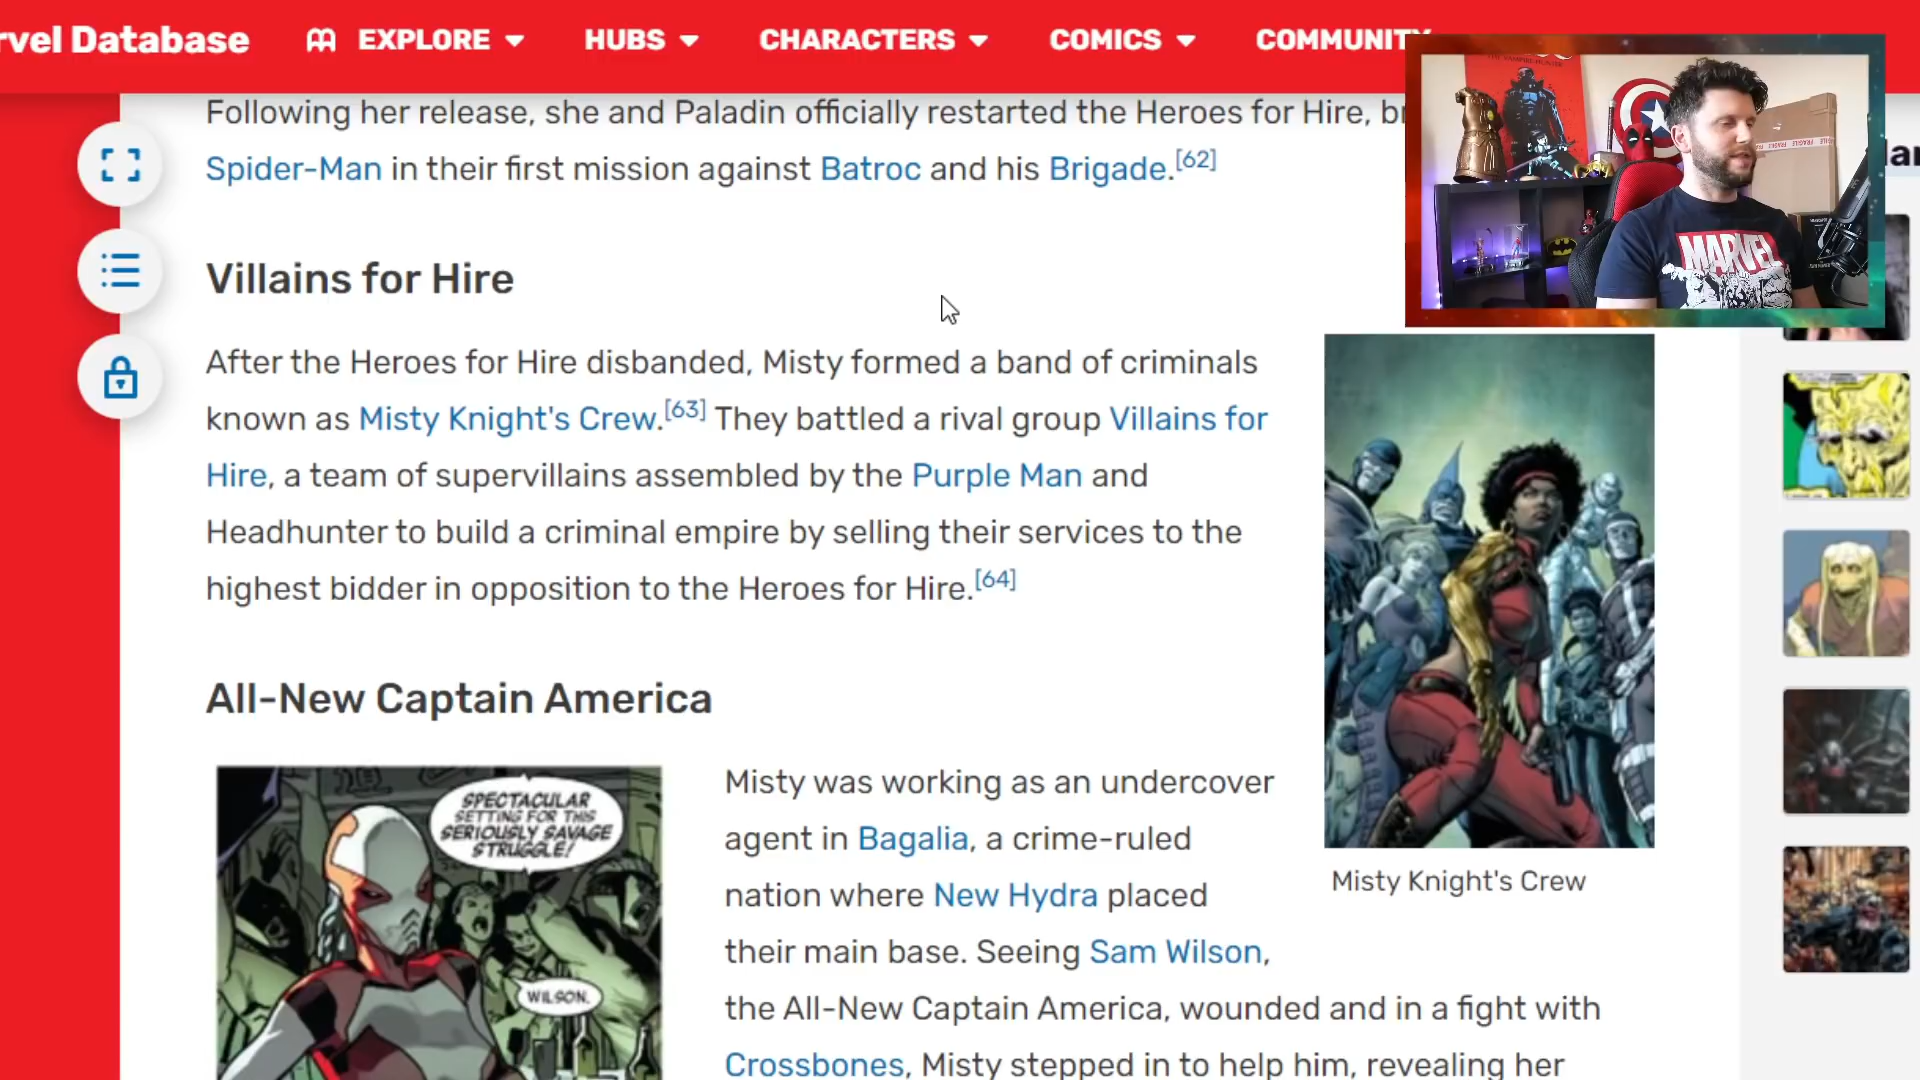 rvel Database
EXPLORE
HUBS
CHARACTERS
COMICS
COMMUNITY
Following her release, she and Paladin officially restarted the Heroes for Hire, br
Spider-Man in their first mission against Batroc and his Brigade.[62]
Villains for Hire
After the Heroes for Hire disbanded, Misty formed a band of criminals
known as Misty Knight's Crew.[63] They battled a rival group Villains for
Hire, a team of supervillains assembled by the Purple Man and
Headhunter to build a criminal empire by selling their services to the
highest bidder in opposition to the Heroes for Hire.[64]
Misty Knight's Crew
All-New Captain America
SPECTACULAR
SETTING FOR THIS
SERIOUSLY SAVAGE
STRUGGLE!
WILSON.
Misty was working as an undercover
agent in Bagalia, a crime-ruled
nation where New Hydra placed
their main base. Seeing Sam Wilson,
the All-New Captain America, wounded and in a fight with
Crossbones, Misty stepped in to help him, revealing her
MARVEL
THE VAMPIRE HUNTER